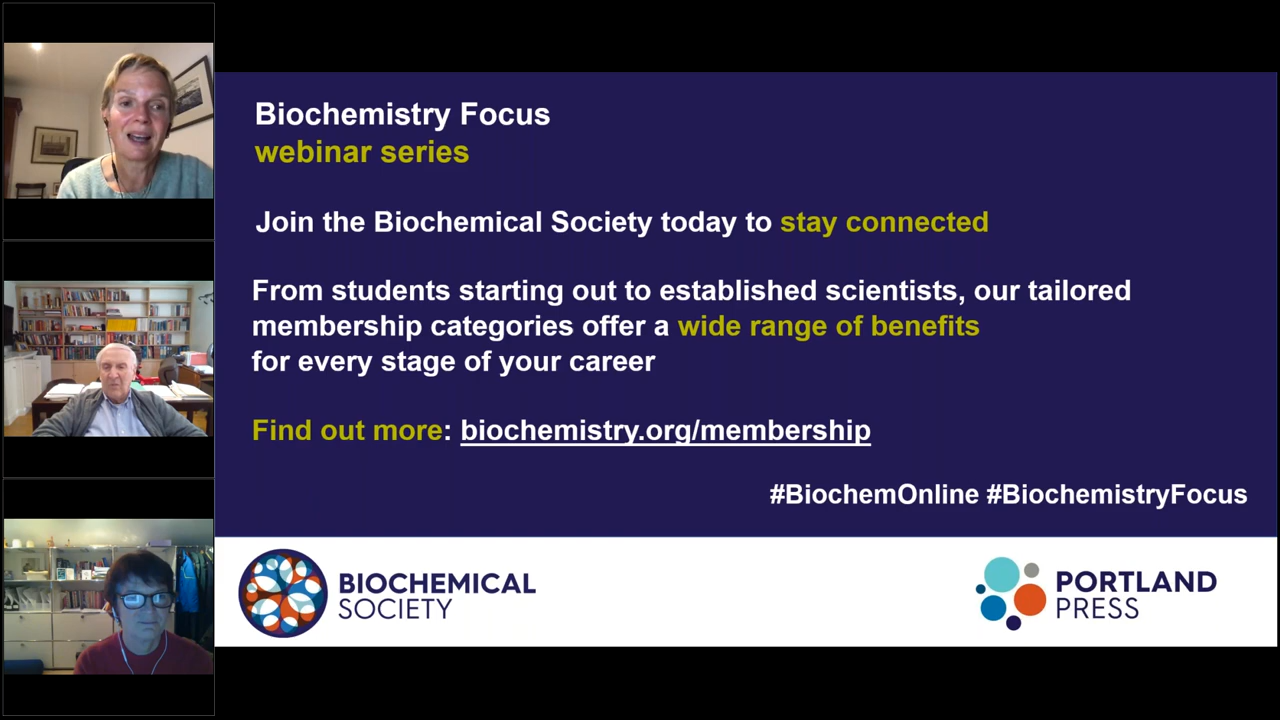 Biochemistry Focus
webinar series
Join the Biochemical Society today to stay connected
From students starting out to established scientists, our tailored
membership categories offer a wide range of benefits
for every stage of your career
Find out more: biochemistry.org/membership
#BiochemOnline #BiochemistryFocus
BIOCHEMICAL
SOCIETY
PORTLAND
PRESS